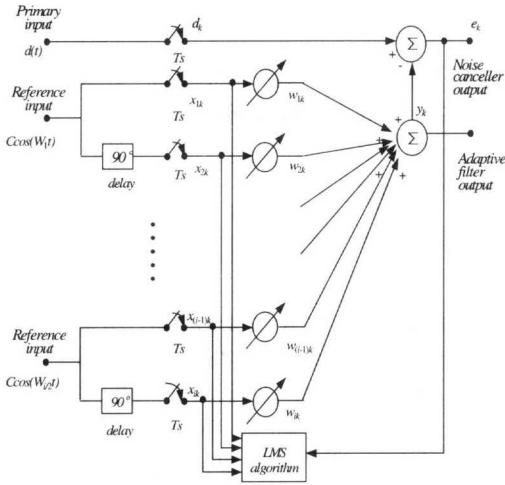 Primary
input
d(t)
d_k
e_k
Σ
+
-
Ts
Noise
canceller
output
Reference
input
Ccos(W_1t)
Ts
x_1k
w_1k
y_k
+
Σ
90°
delay
Ts
x_2k
w_2k
+
+
+
+
+
Adaptive
filter
output
Reference
input
Ccos(W_i/2t)
Ts
x_(i-1)k
w_(i-1)k
90°
delay
Ts
x_ik
w_ik
LMS
algorithm